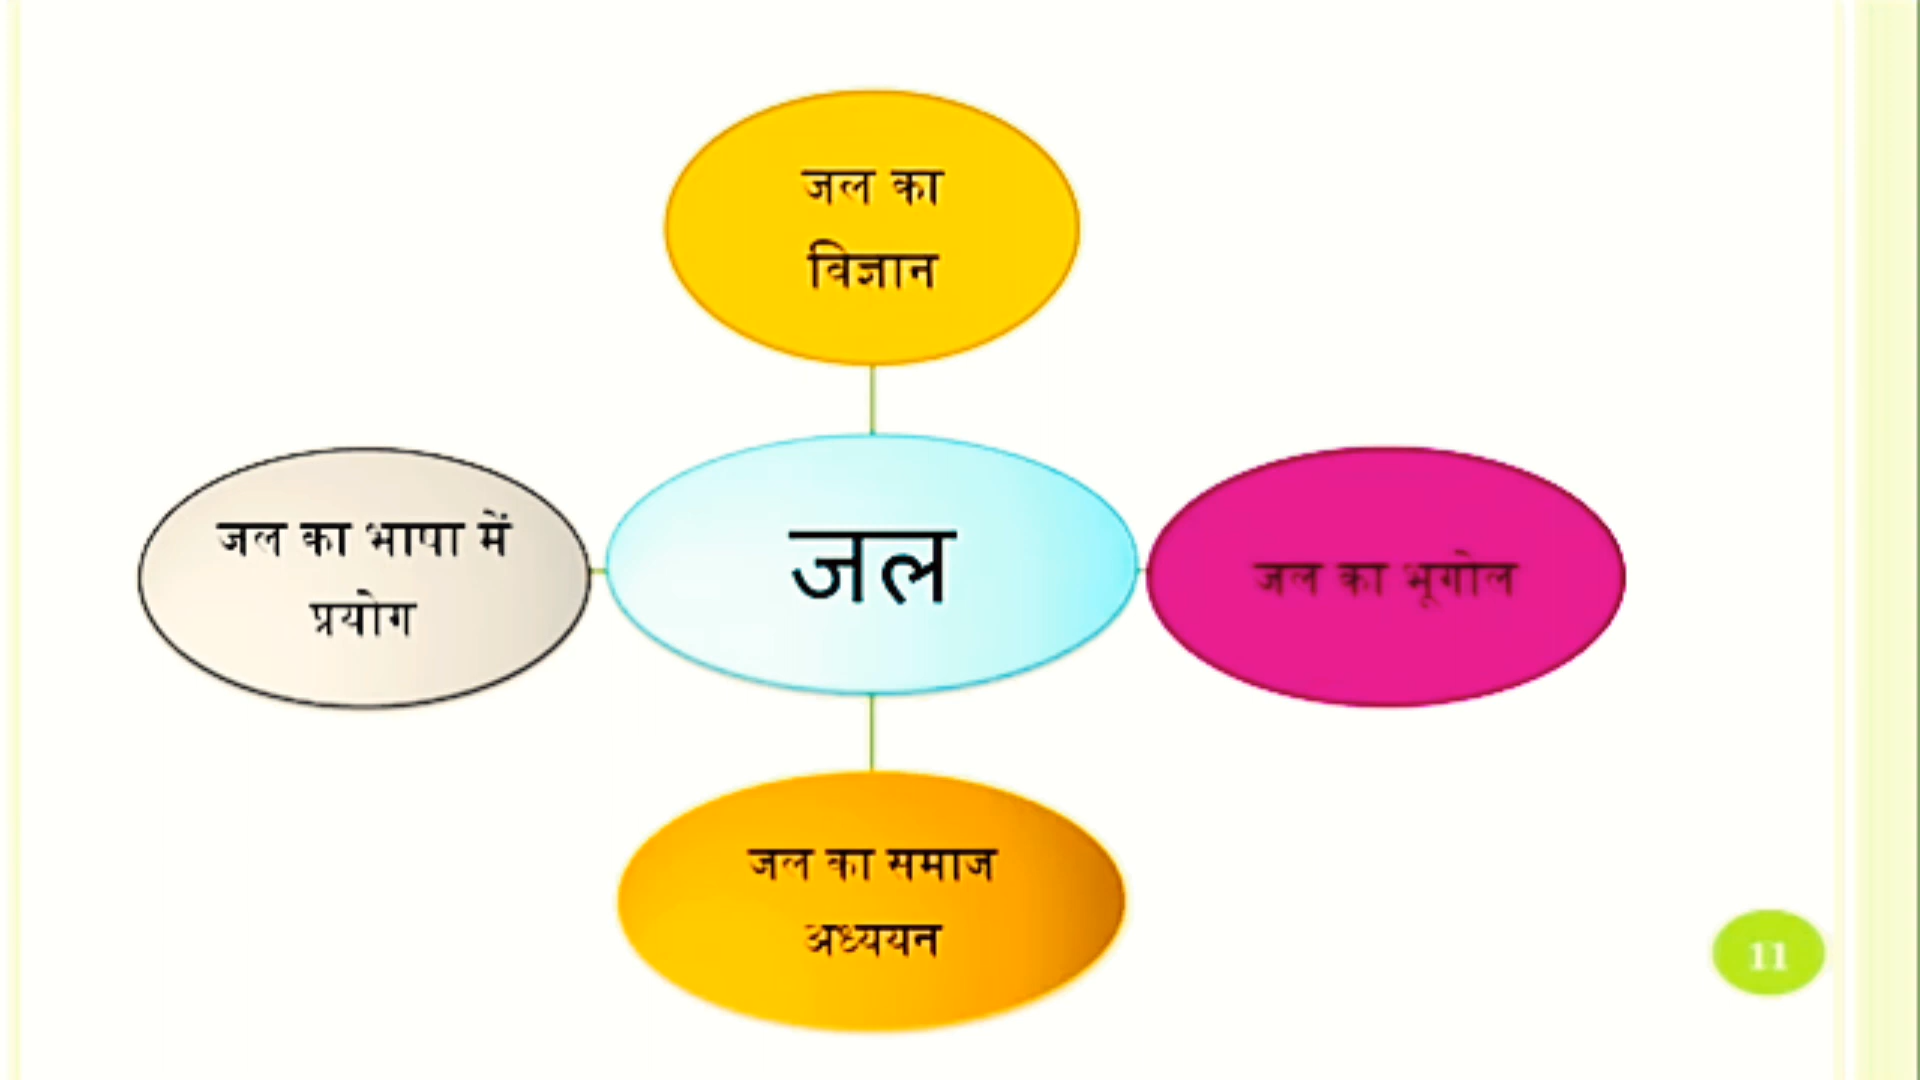 जल का
विज्ञान
जल का भाषा में
प्रयोग
जल
जल का भूगोल
जल का समाज
अध्ययन
11